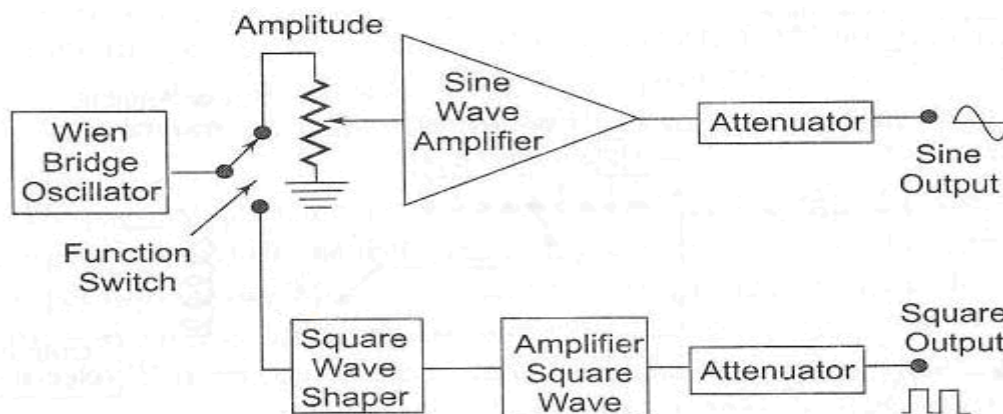 Amplitude
Wien
Bridge
Oscillator
Function
Switch
Sine
Wave
Amplifier
Attenuator
Sine
Output
Square
Wave
Shaper
Amplifier
Square
Wave
Attenuator
Square
Output